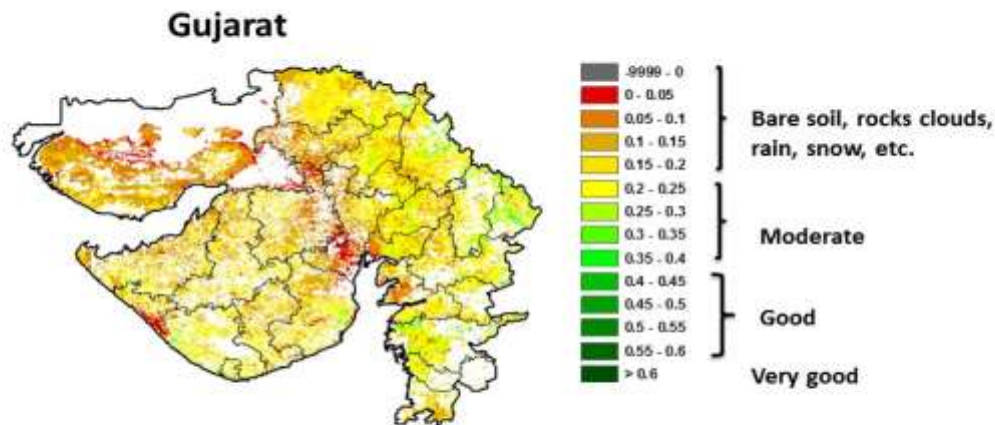 Gujarat
-9999 - 0
0 - 0.05
0.05 - 0.1
0.1 - 0.15
0.15 - 0.2
0.2 - 0.25
0.25 - 0.3
0.3 - 0.35
0.35 - 0.4
0.4 - 0.45
0.45 - 0.5
0.5 - 0.55
0.55 - 0.6
> 0.6
Bare soil, rocks clouds,
rain, snow, etc.
Moderate
Good
Very good